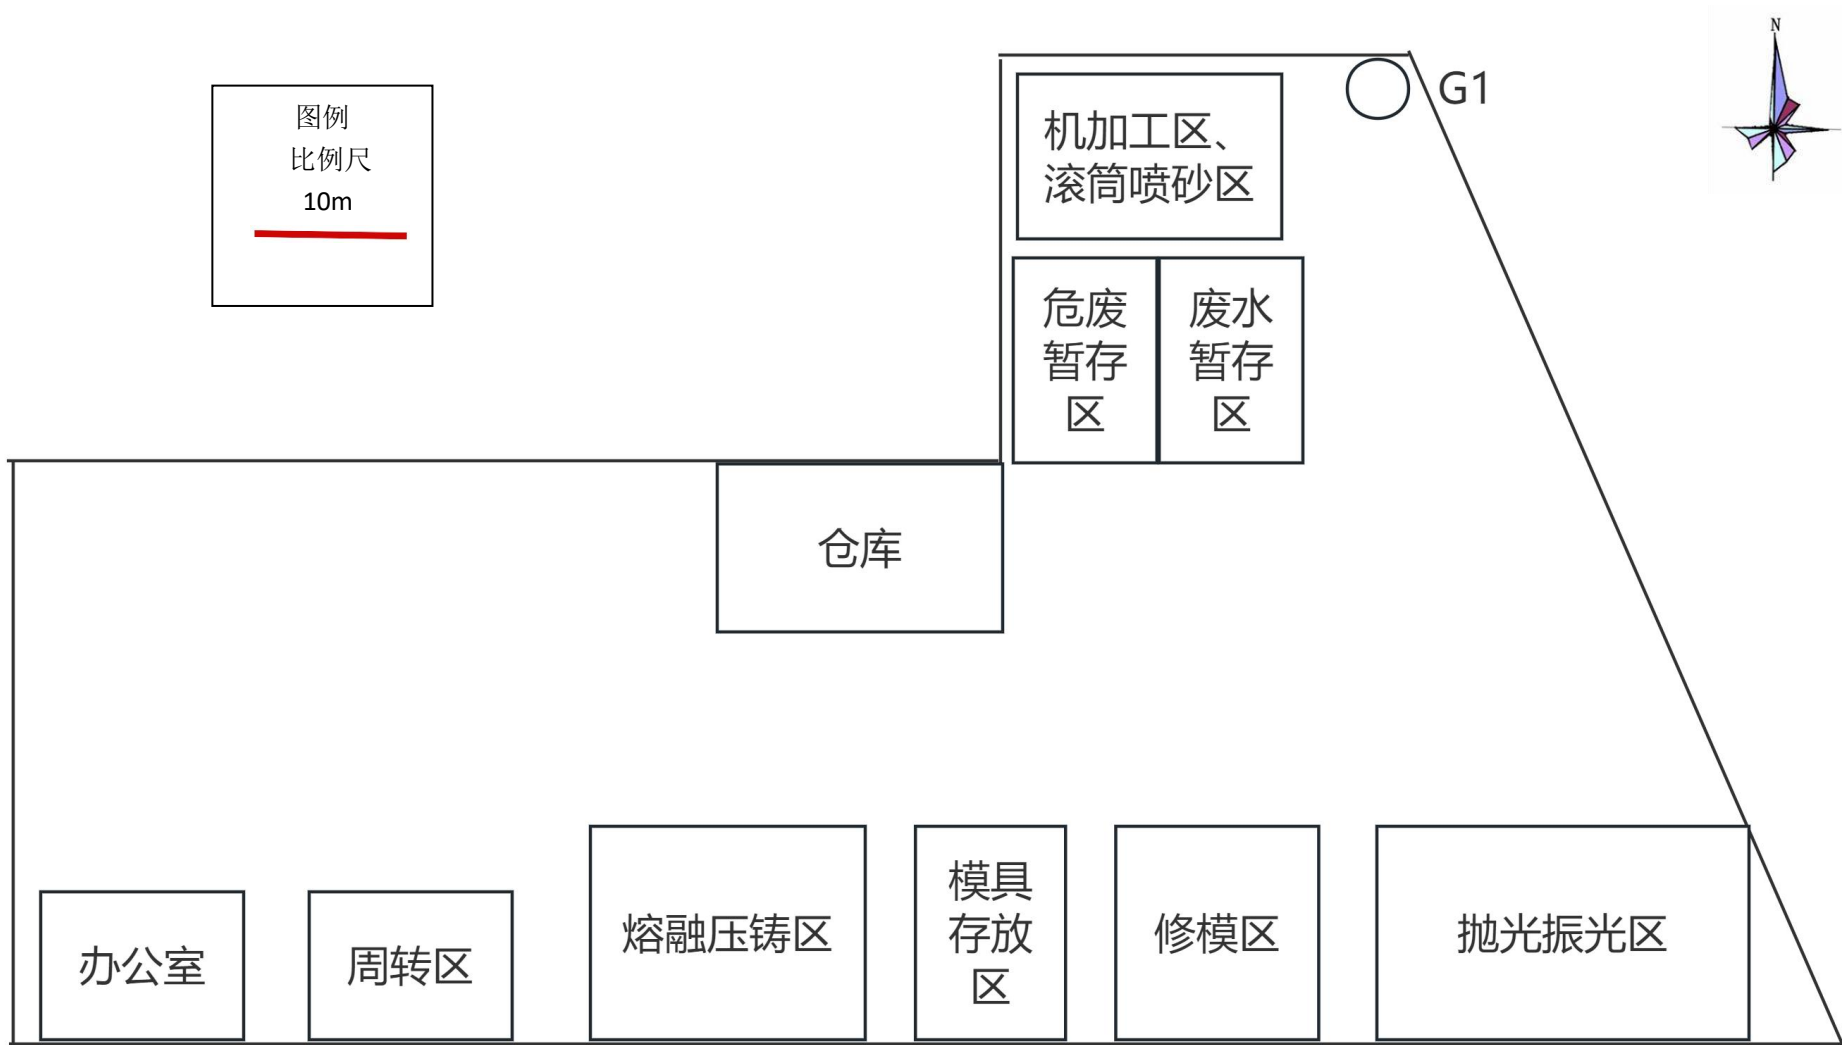 N
图例
比例尺
10m
G1
机加工区、
滚筒喷砂区
危废
暂存
区
废水
暂存
区
仓库
办公室
周转区
熔融压铸区
模具
存放
区
修模区
抛光振光区